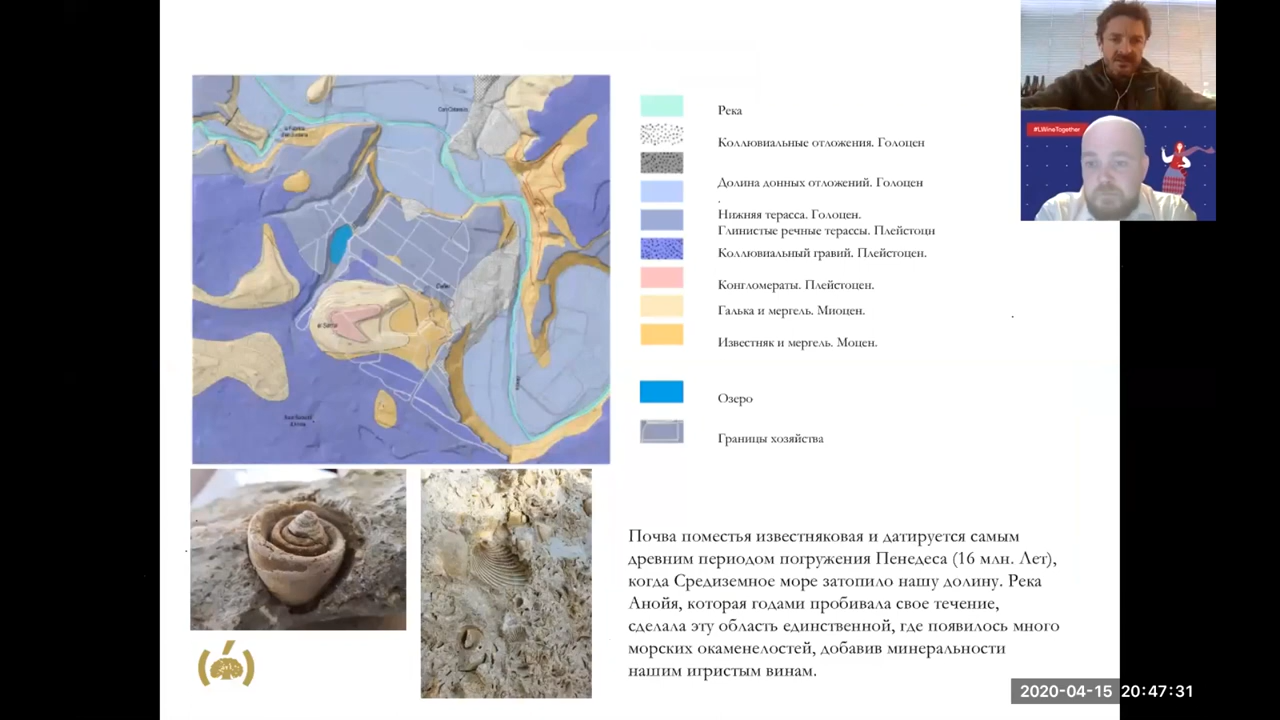 Река
Коллювиальные отложения. Голоцен
Долина донных отложений. Голоцен
.
Нижняя терасса. Голоцен.
Глинистые речные терассы. Плейстоцн
Коллювиальный гравий. Плейстоцен.
Конгломераты. Плейстоцен.
Галька и мергель. Миоцен.
Известняк и мергель. Моцен.
Озеро
Границы хозяйства
Почва поместья известняковая и датируется самым
древним периодом погружения Пенедеса (16 млн. Лет),
когда Средиземное море затопило нашу долину. Река
Анойя, которая годами пробивала свое течение,
сделала эту область единственной, где появилось много
морских окаменелостей, добавив минеральности
нашим игристым винам.
#LWineTogether
2020-04-15 20:47:31